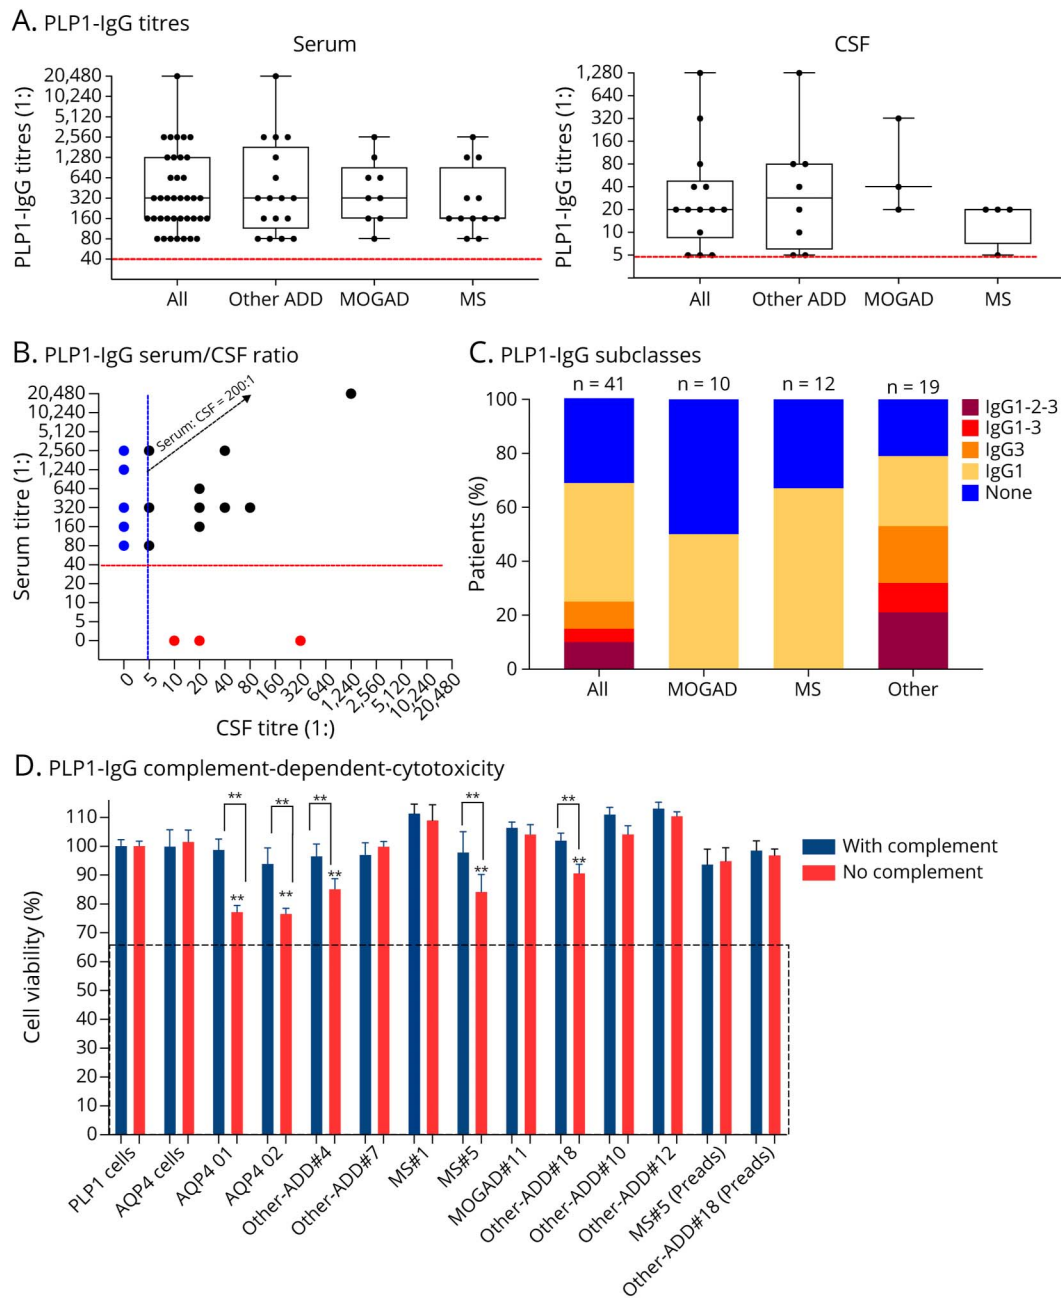 A. PLP1-IgG titres
Serum
PLP1-IgG titres (1:)
20,480
10,240
5,120
2,560
1,280
640
320
160
80
40
All
Other ADD
MOGAD
MS
CSF
PLP1-IgG titres (1:)
1,280
640
320
160
80
40
20
10
5
All
Other ADD
MOGAD
MS
B. PLP1-IgG serum/CSF ratio
Serum titre (1:)
20,480
10,240
5,120
2,560
1,240
640
320
160
80
40
20
10
5
0
Serum: CSF = 200:1
0
5
10
20
40
80
160
320
640
1,240
2,560
5,120
10,240
20,480
CSF titre (1:)
C. PLP1-IgG subclasses
n = 41
n = 10
n = 12
n = 19
Patients (%)
100
80
60
40
20
0
All
MOGAD
MS
Other
IgG1-2-3
IgG1-3
IgG3
IgG1
None
D. PLP1-IgG complement-dependent-cytotoxicity
Cell viability (%)
110
100
90
80
70
60
50
40
30
20
10
0
**
**
**
**
**
**
**
**
**
**
With complement
No complement
PLP1 cells
AQP4 cells
AQP4 01
AQP4 02
Other-ADD#4
Other-ADD#7
MS#1
MS#5
MOGAD#11
Other-ADD#18
Other-ADD#10
Other-ADD#12
MS#5 (Preads)
Other-ADD#18 (Preads)